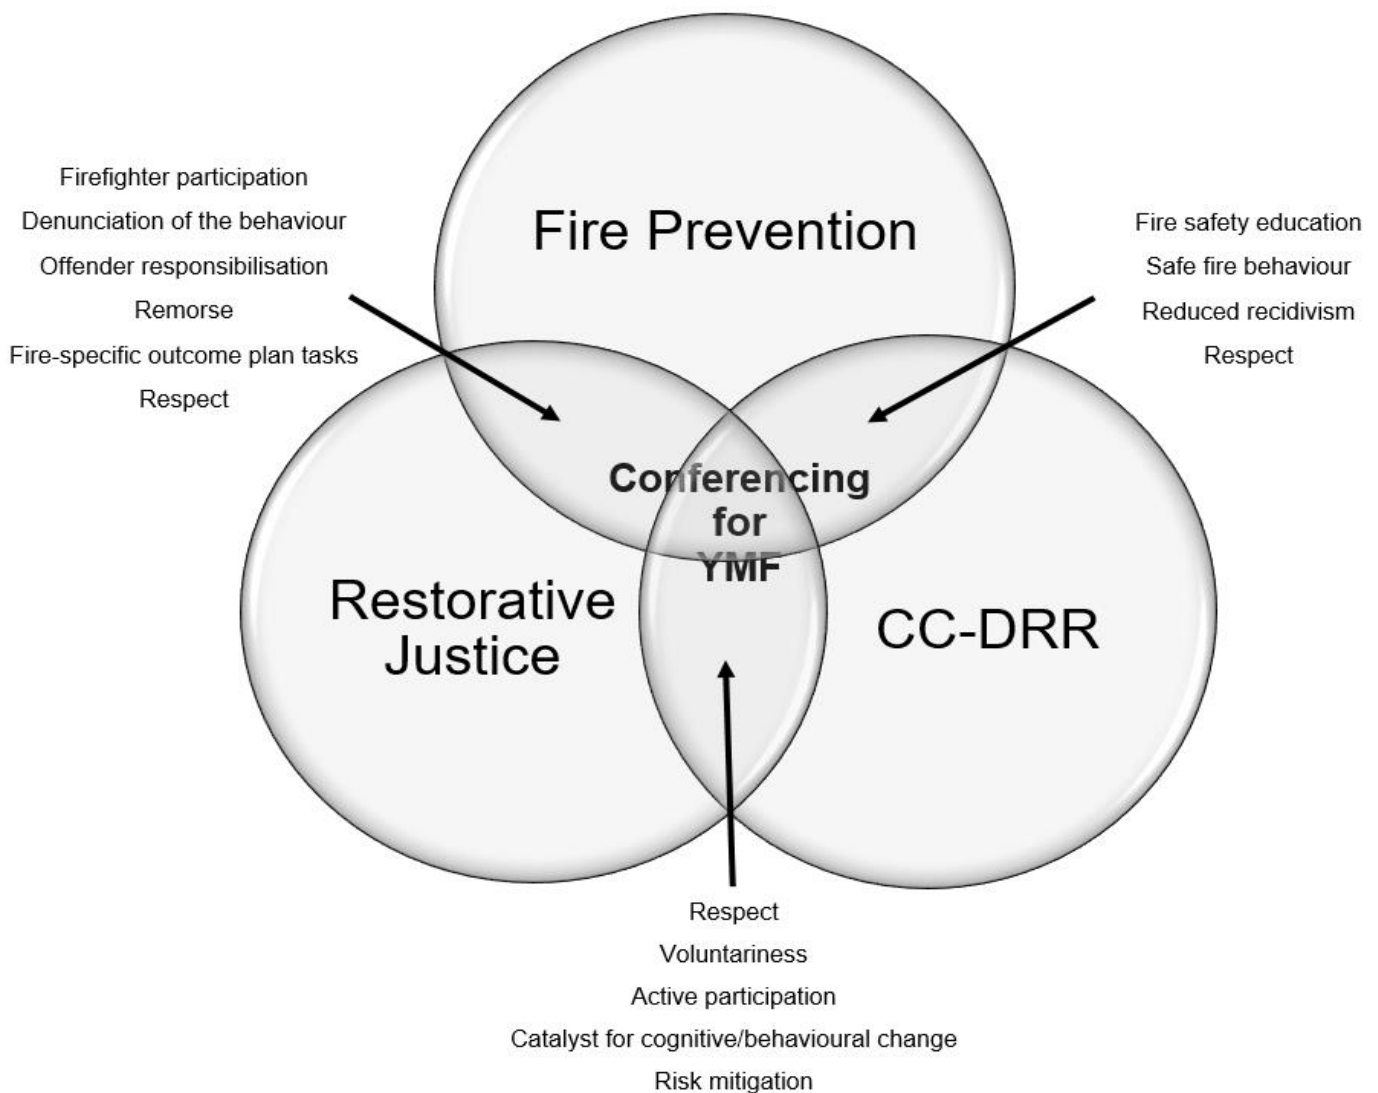 Fire Prevention
Firefighter participation
Denunciation of the behaviour
Offender responsibilisation
Remorse
Fire-specific outcome plan tasks
Respect
Fire safety education
Safe fire behaviour
Reduced recidivism
Respect
Conferencing
for
YMF
Restorative
Justice
CC-DRR
Respect
Voluntariness
Active participation
Catalyst for cognitive/behavioural change
Risk mitigation